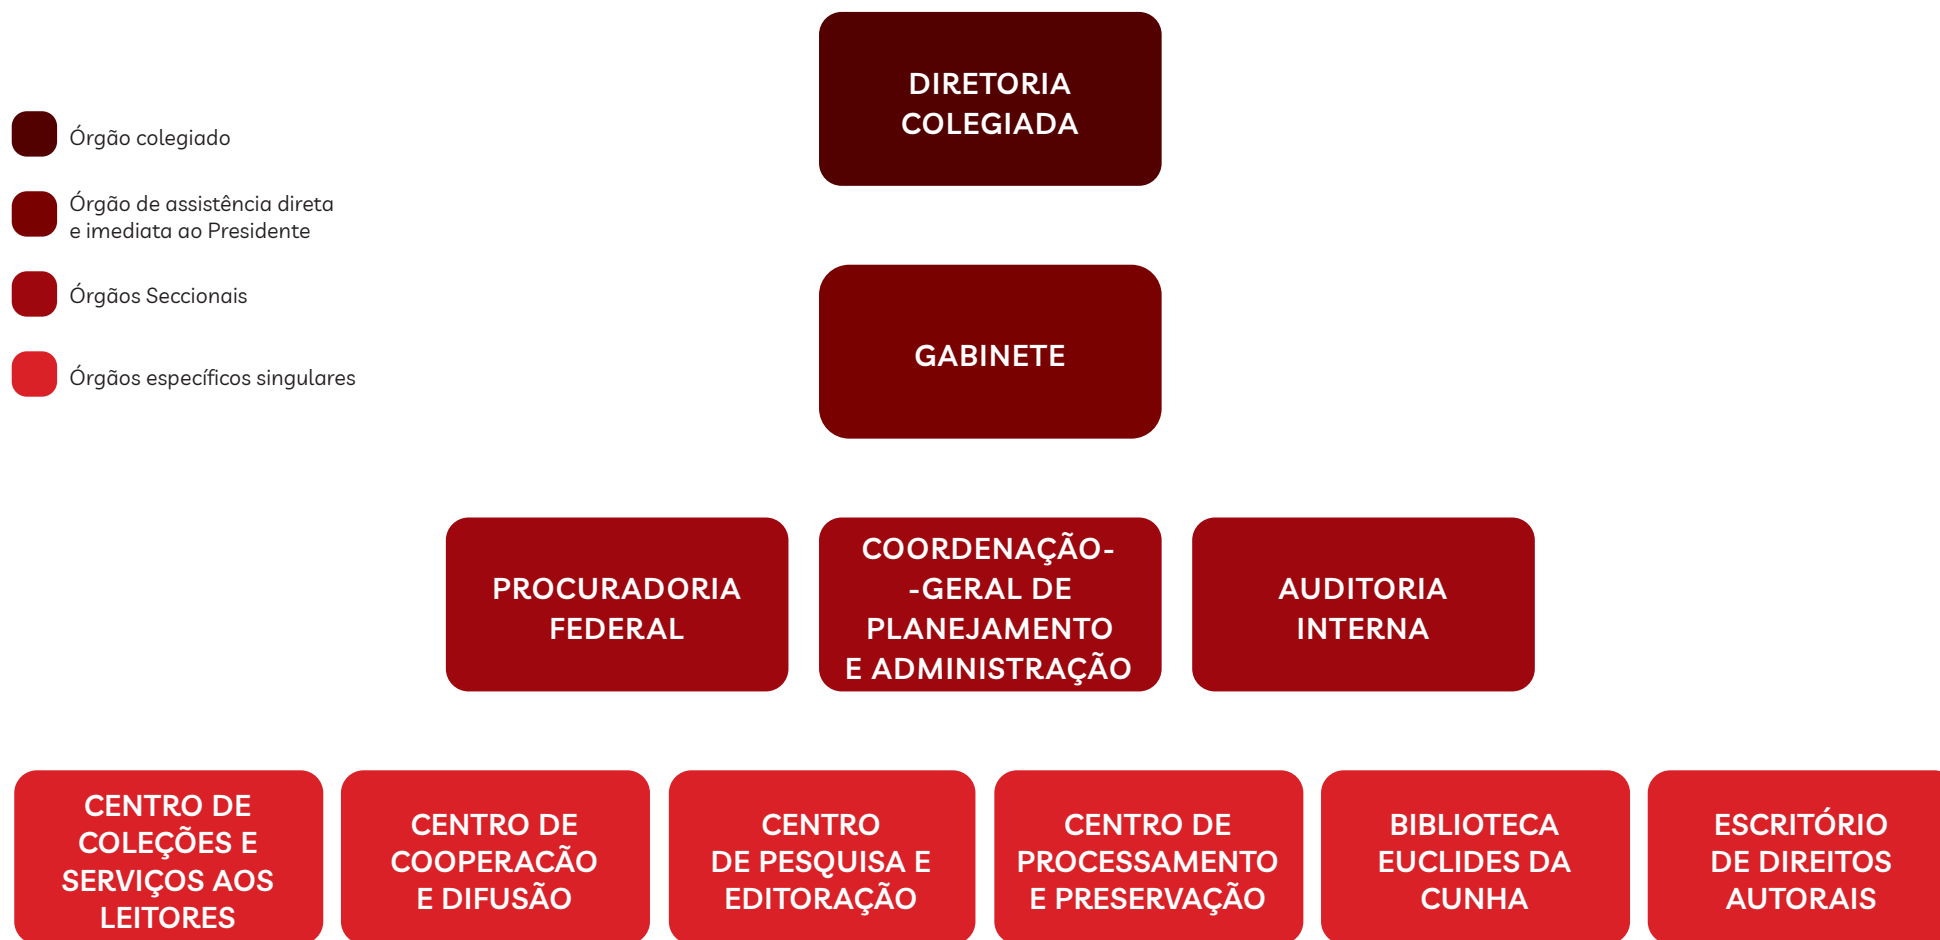 DIRETORIA
COLEGIADA
Órgão colegiado
Órgão de assistência direta
e imediata ao Presidente
Órgãos Seccionais
Órgãos específicos singulares
GABINETE
PROCURADORIA
FEDERAL
COORDENAÇÃO-
-GERAL DE
PLANEJAMENTO
E ADMINISTRAÇÃO
AUDITORIA
INTERNA
CENTRO DE
COLEÇÕES E
SERVIÇOS AOS
LEITORES
CENTRO DE
COOPERACÃO
E DIFUSÃO
CENTRO
DE PESQUISA E
EDITORAÇÃO
CENTRO DE
PROCESSAMENTO
E PRESERVAÇÃO
BIBLIOTECA
EUCLIDES DA
CUNHA
ESCRITÓRIO
DE DIREITOS
AUTORAIS